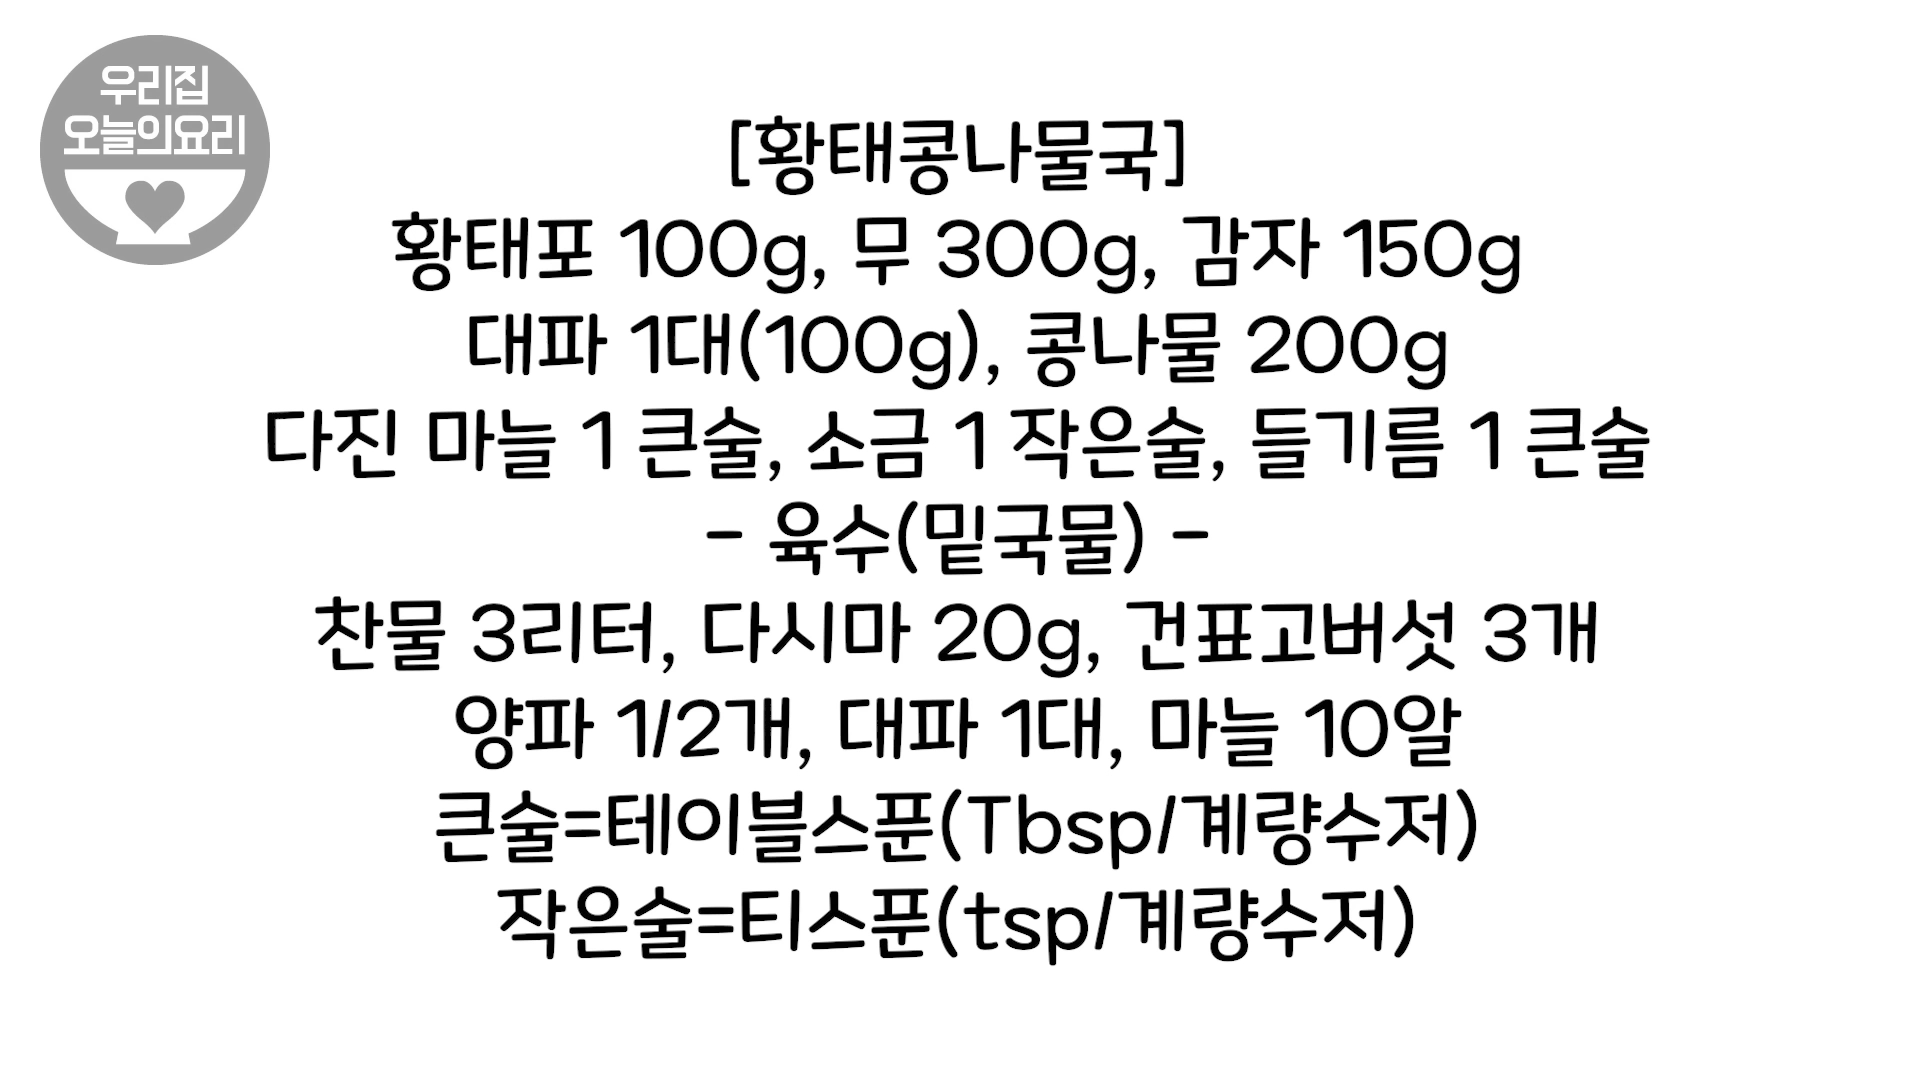 우리집
오늘의요리
[황태콩나물국]
황태포 100g, 무 300g, 감자 150g
대파 1대(100g), 콩나물 200g
다진 마늘 1 큰술, 소금 1 작은술, 들기름 1 큰술
- 육수(밑국물) -
찬물 3리터, 다시마 20g, 건표고버섯 3개
양파 1/2개, 대파 1대, 마늘 10알
큰술=테이블스푼(Tbsp/계량수저)
작은술=티스푼(tsp/계량수저)